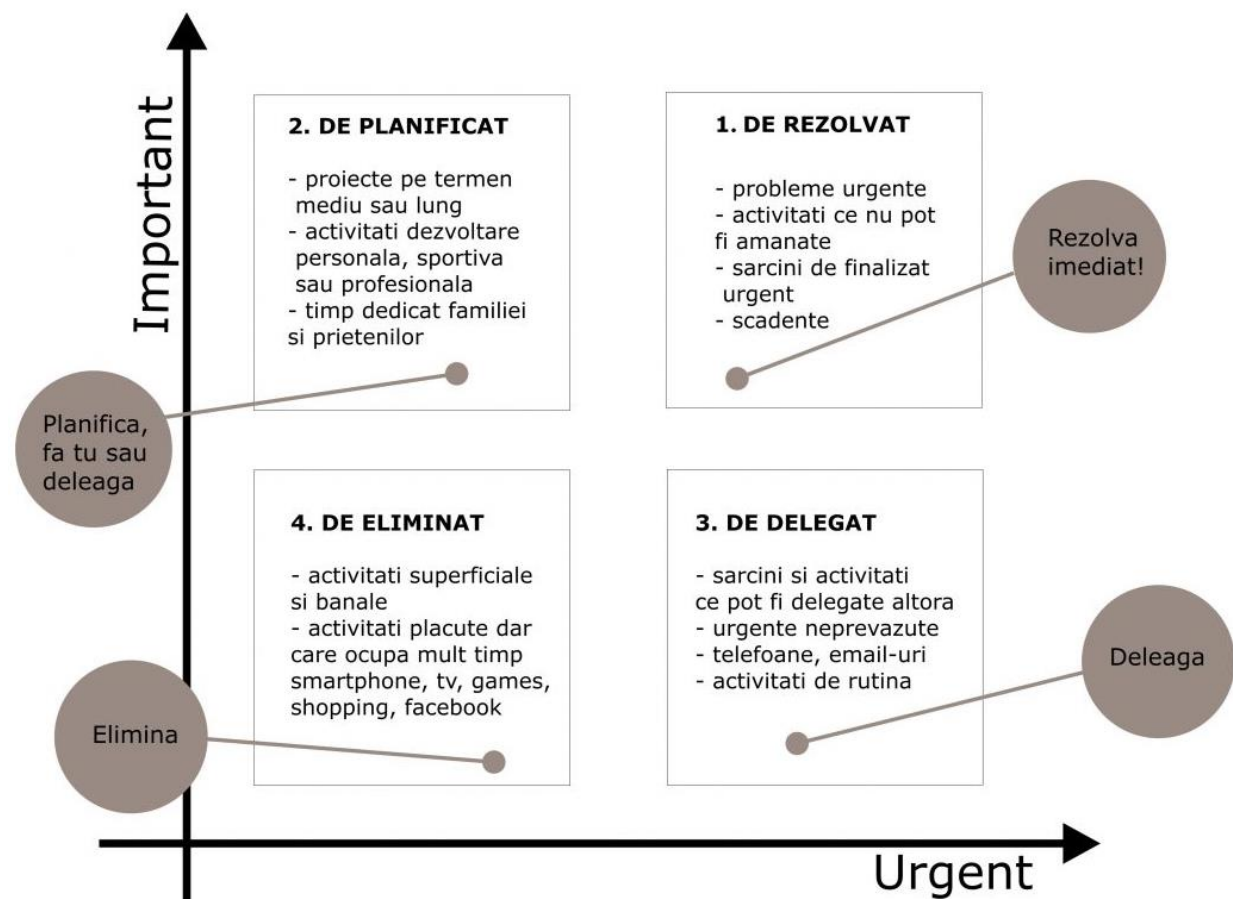 Important
2. DE PLANIFICAT
- proiecte pe termen
mediu sau lung
- activitati dezvoltare
personala, sportiva
sau profesionala
- timp dedicat familiei
si prietenilor
1. DE REZOLVAT
- probleme urgente
- activitati ce nu pot
fi amanate
- sarcini de finalizat
urgent
- scadente
Rezolva
imediat!
Planifica,
fa tu sau
deleaga
4. DE ELIMINAT
- activitati superficiale
si banale
- activitati placute dar
care ocupa mult timp
smartphone, tv, games,
shopping, facebook
3. DE DELEGAT
- sarcini si activitati
ce pot fi delegate altora
- urgente neprevazute
- telefoane, email-uri
- activitati de rutina
Deleaga
Elimina
Urgent